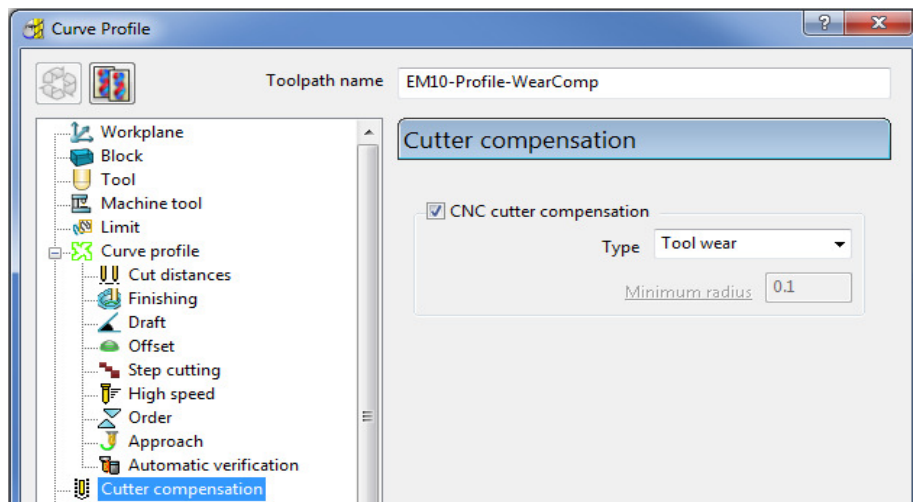 Curve Profile
Toolpath name EM10-Profile-WearComp
Workplane
Block
Tool
Machine tool
Limit
Curve profile
Cut distances
Finishing
Draft
Offset
Step cutting
High speed
Order
Approach
Automatic verification
Cutter compensation
Cutter compensation
CNC cutter compensation
Type Tool wear
Minimum radius 0.1